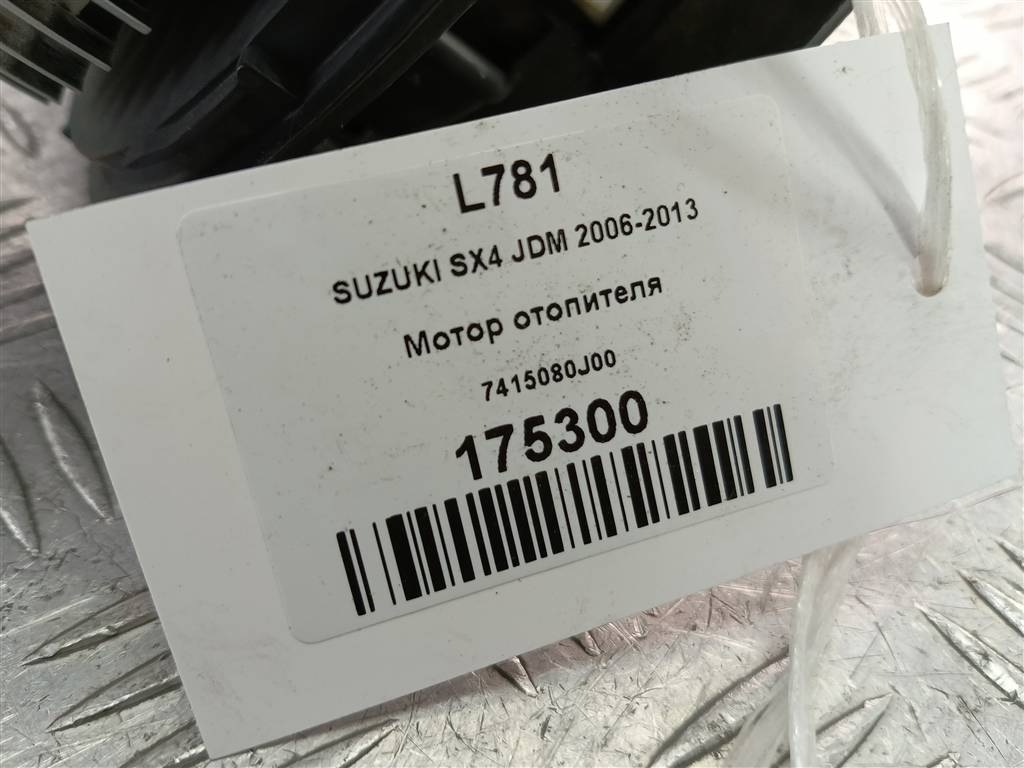 L781
SUZUKI SX4 JDM 2006-2013
Мотор отопителя
7415080J00
175300